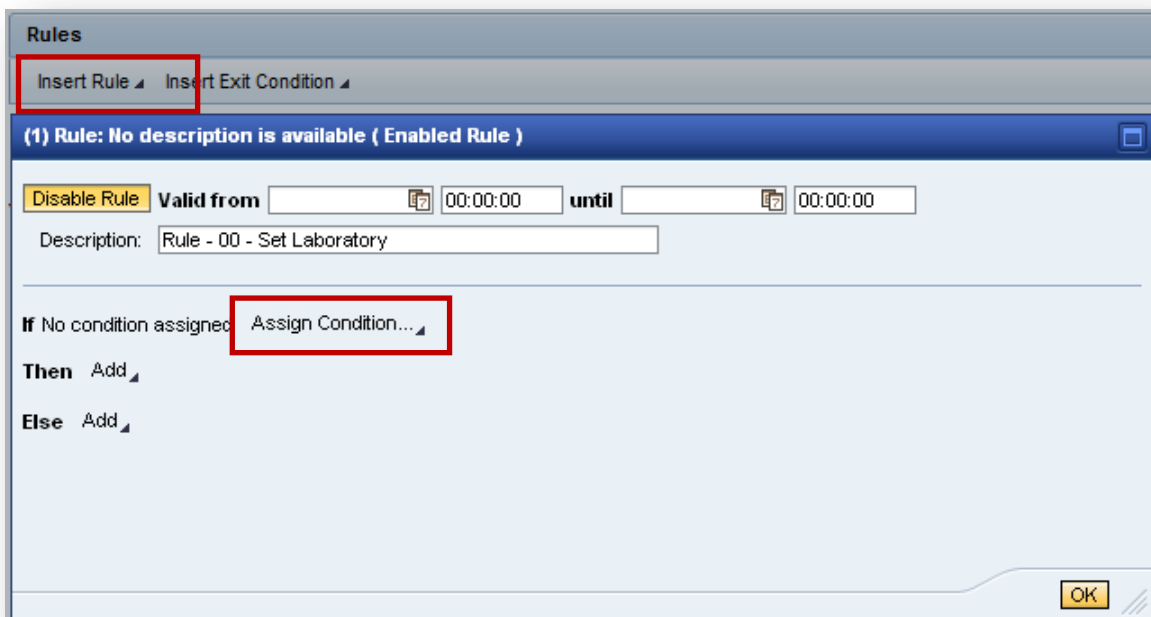 Rules
Insert Rule Insert Exit Condition
(1) Rule: No description is available ( Enabled Rule )
Disable Rule Valid from 00:00:00 until 00:00:00
Description: Rule - 00 - Set Laboratory
If No condition assigned Assign Condition...
Then Add
Else Add
OK